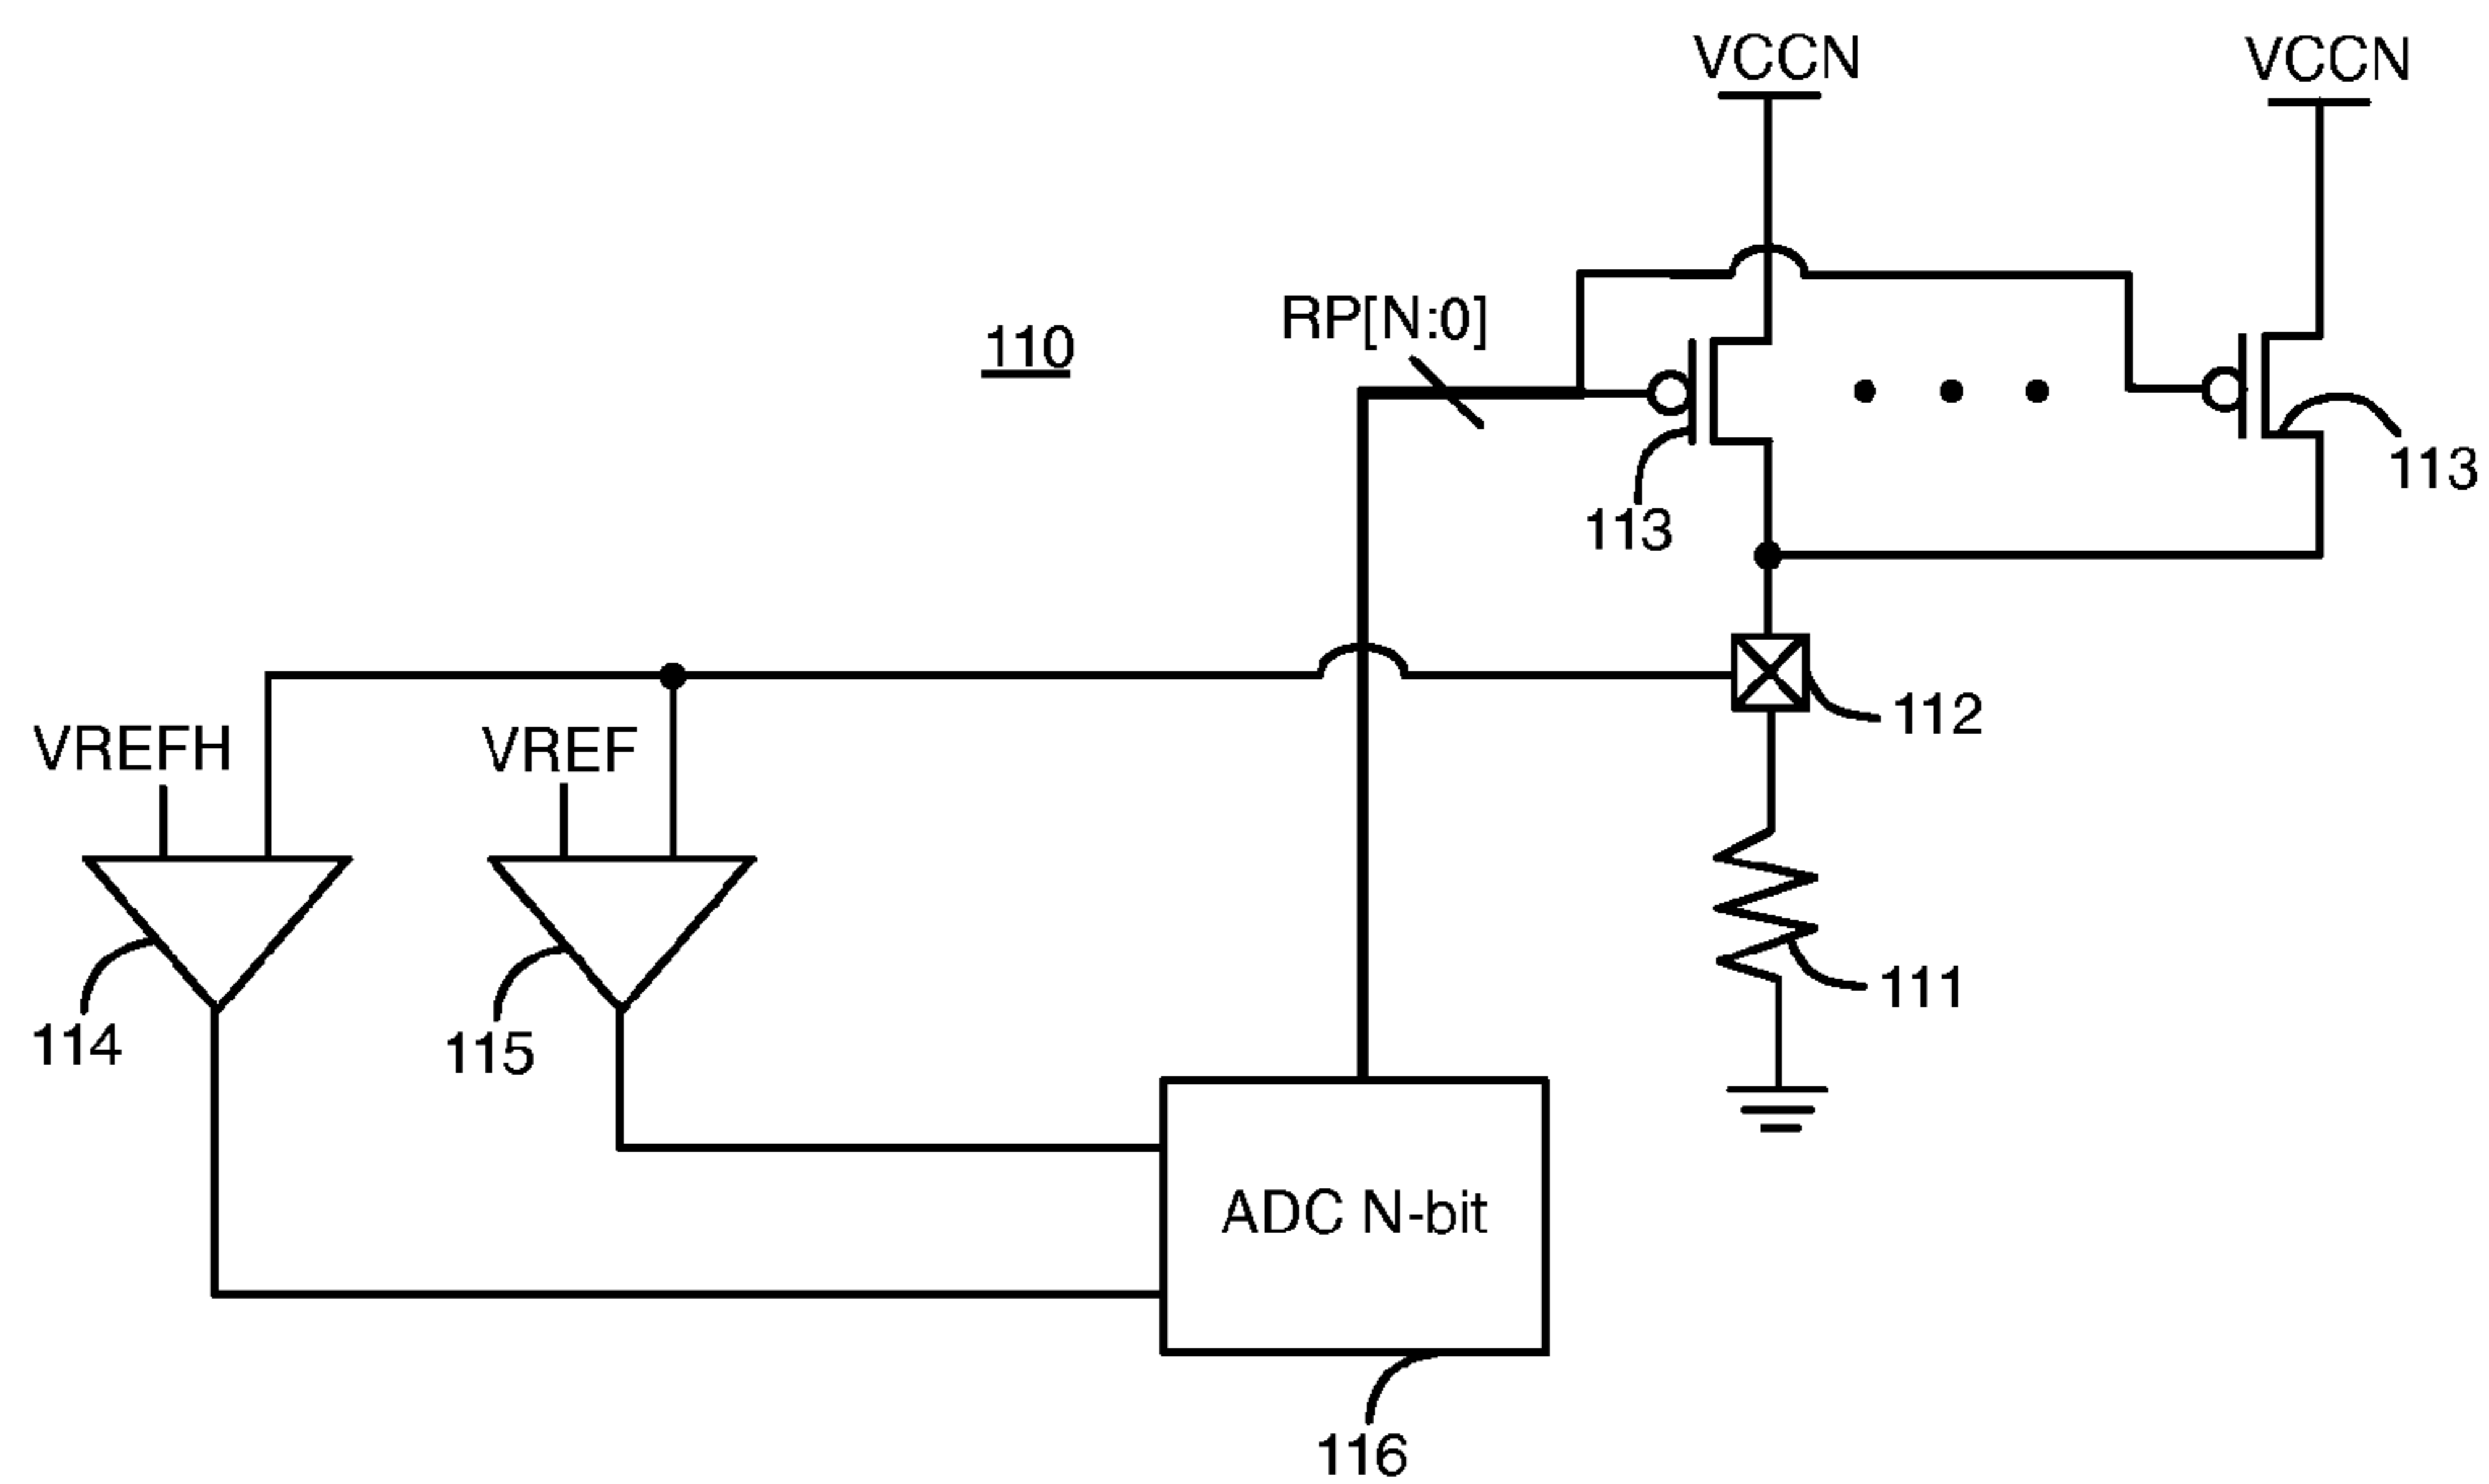 VCCN
VCCN
RP[N:0]
110
113
113
112
VREFH
VREF
111
114
115
ADC N-bit
116